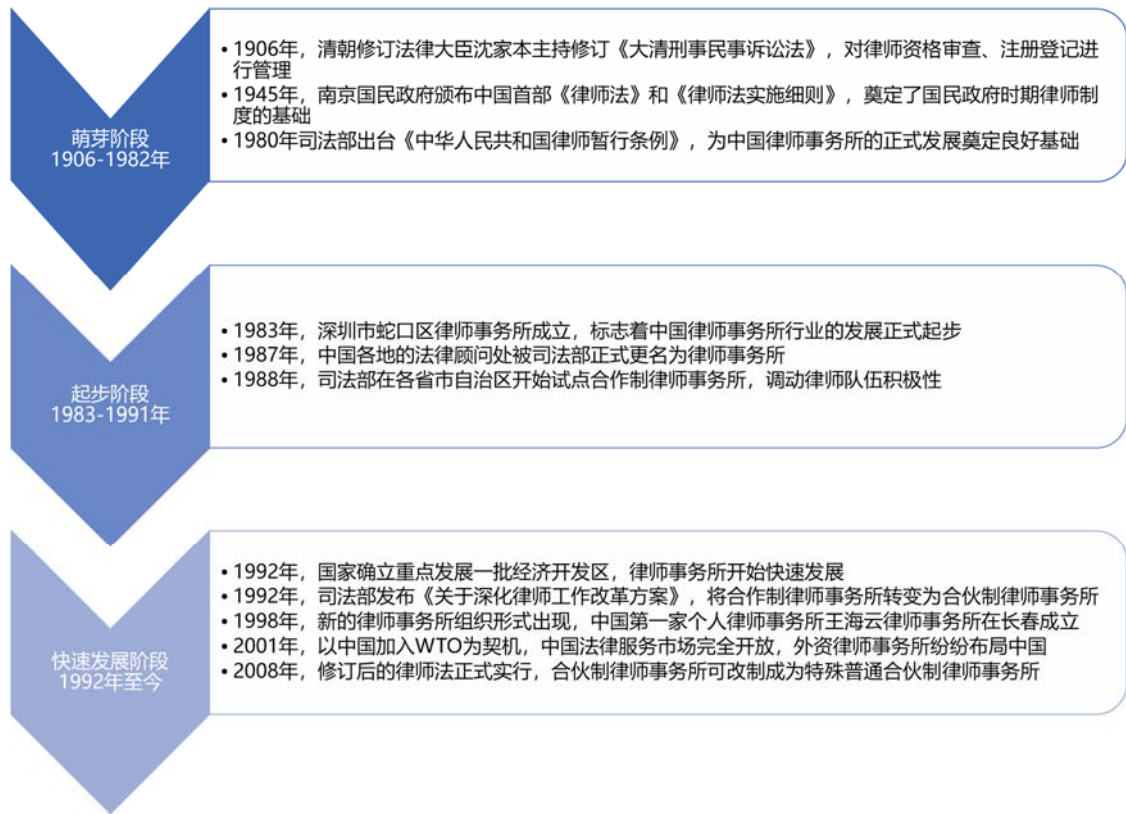 萌芽阶段
1906-1982年
• 1906年，清朝修订法律大臣沈家本主持修订《大清刑事民事诉讼法》，对律师资格审查、注册登记进
行管理
• 1945年，南京国民政府颁布中国首部《律师法》和《律师法实施细则》，奠定了国民政府时期律师制
度的基础
• 1980年司法部出台《中华人民共和国律师暂行条例》，为中国律师事务所的正式发展奠定良好基础
起步阶段
1983-1991年
• 1983年，深圳市蛇口区律师事务所成立，标志着中国律师事务所行业的发展正式起步
• 1987年，中国各地的法律顾问处被司法部正式更名为律师事务所
• 1988年，司法部在各省市自治区开始试点合作制律师事务所，调动律师队伍积极性
快速发展阶段
1992年至今
• 1992年，国家确立重点发展一批经济开发区，律师事务所开始快速发展
• 1992年，司法部发布《关于深化律师工作改革方案》，将合作制律师事务所转变为合伙制律师事务所
• 1998年，新的律师事务所组织形式出现，中国第一家个人律师事务所王海云律师事务所在长春成立
• 2001年，以中国加入WTO为契机，中国法律服务市场完全开放，外资律师事务所纷纷布局中国
• 2008年，修订后的律师法正式实行，合伙制律师事务所可改制成为特殊普通合伙制律师事务所